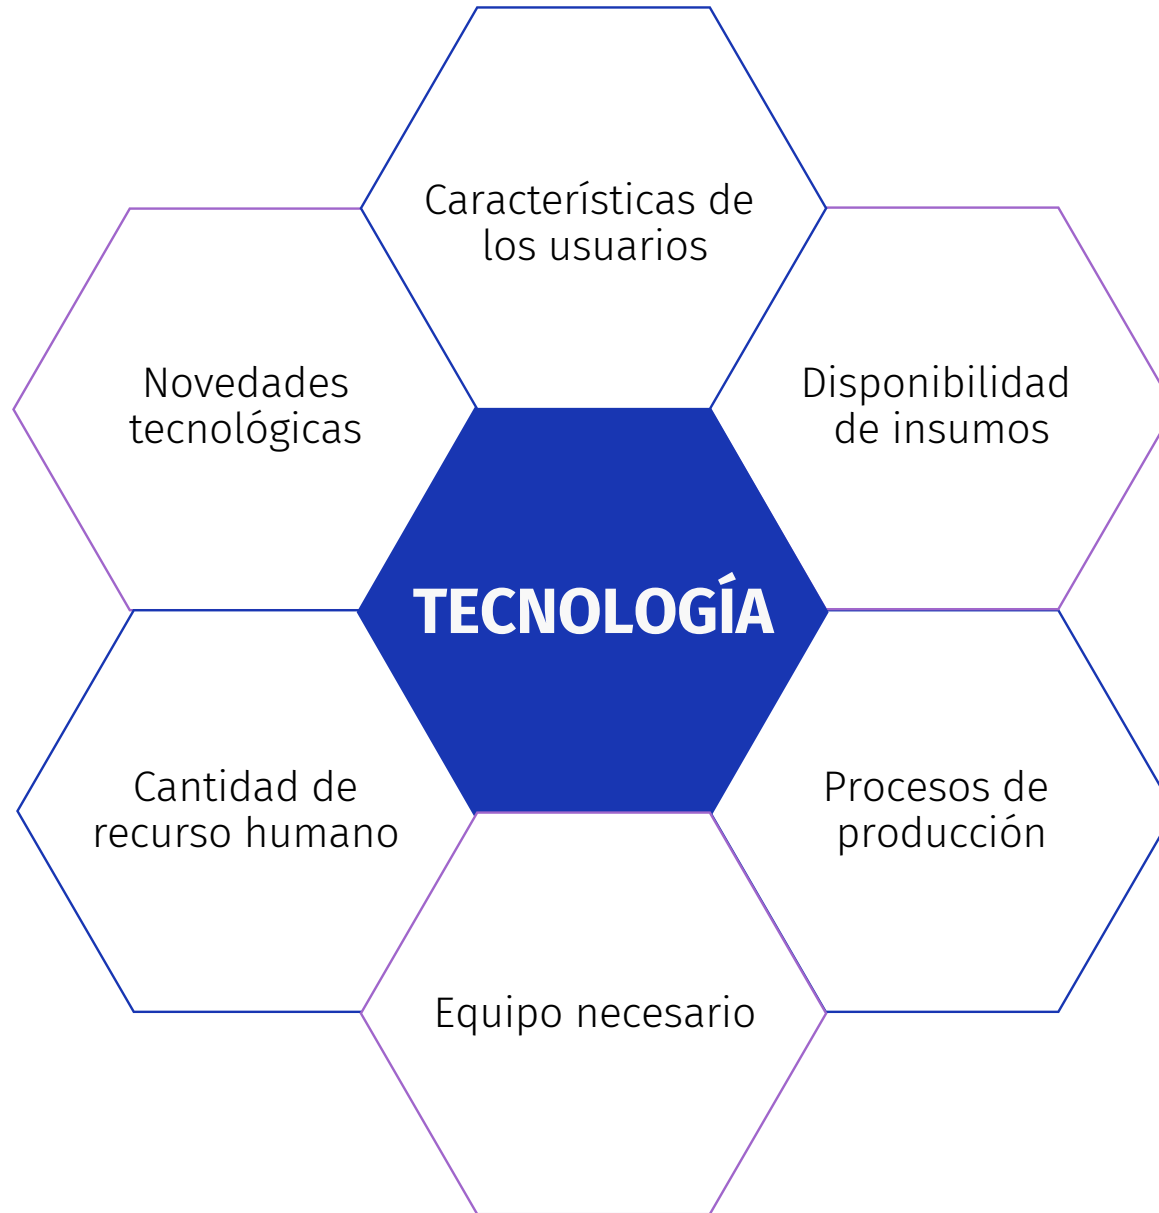 Características de
los usuarios
Novedades
tecnológicas
Disponibilidad
de insumos
TECNOLOGÍA
Cantidad de
recurso humano
Procesos de
producción
Equipo necesario